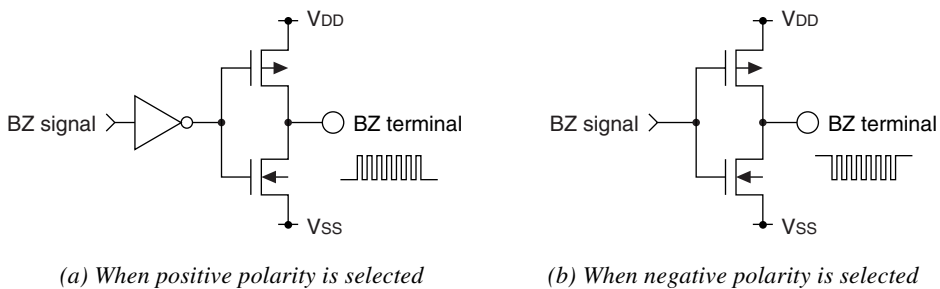 VDD
BZ signal
BZ terminal
VSS
(a) When positive polarity is selected
VDD
BZ signal
BZ terminal
VSS
(b) When negative polarity is selected